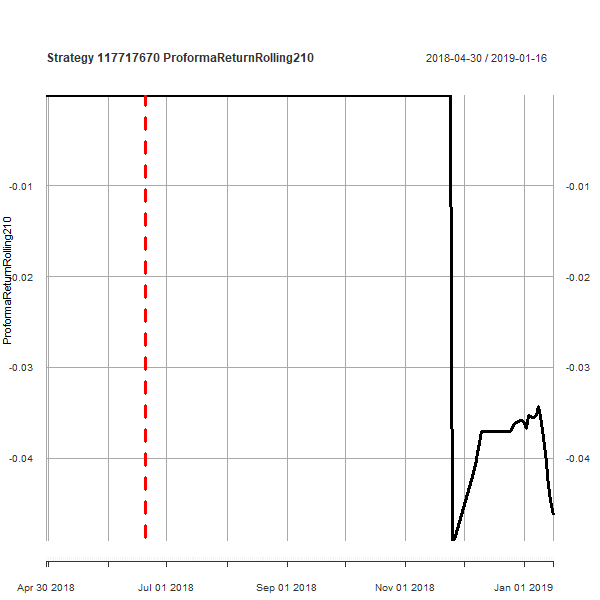 Strategy 117717670 ProformaReturnRolling210
2018-04-30 / 2019-01-16
ProformaReturnRolling210
-0.01
-0.01
-0.02
-0.02
-0.03
-0.03
-0.04
-0.04
Apr 30 2018
Jul 01 2018
Sep 01 2018
Nov 01 2018
Jan 01 2019